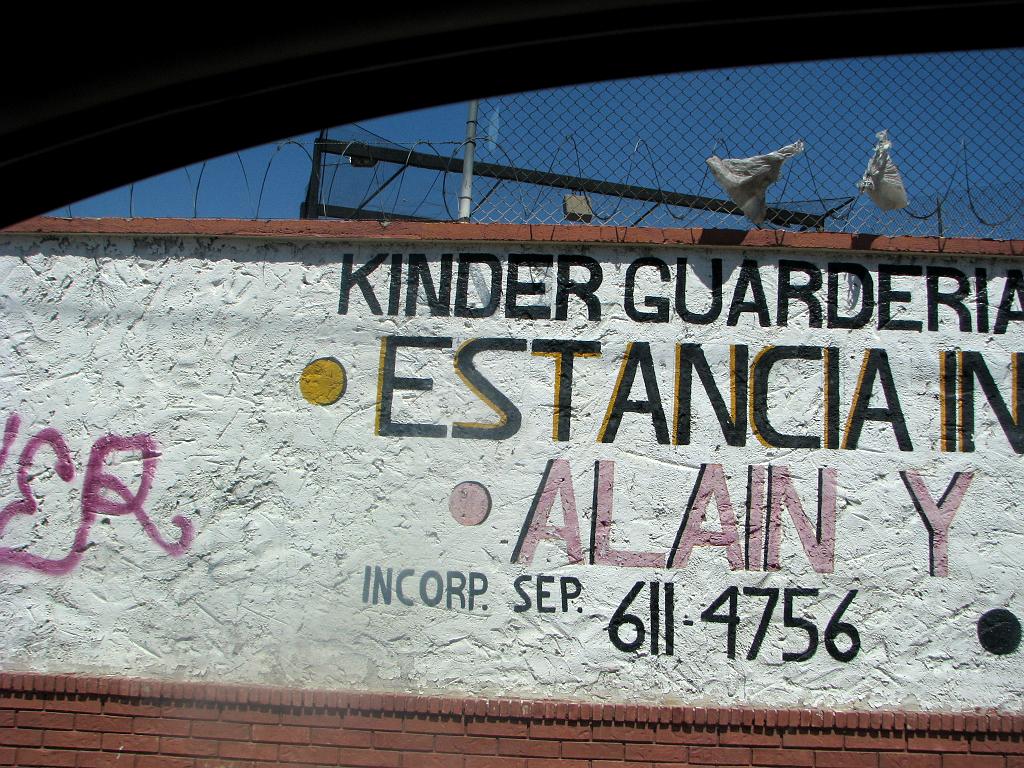 KINDER GUARDERIA
ESTANCIA IN
ALAIN Y
INCORP. SEP. 611-4756